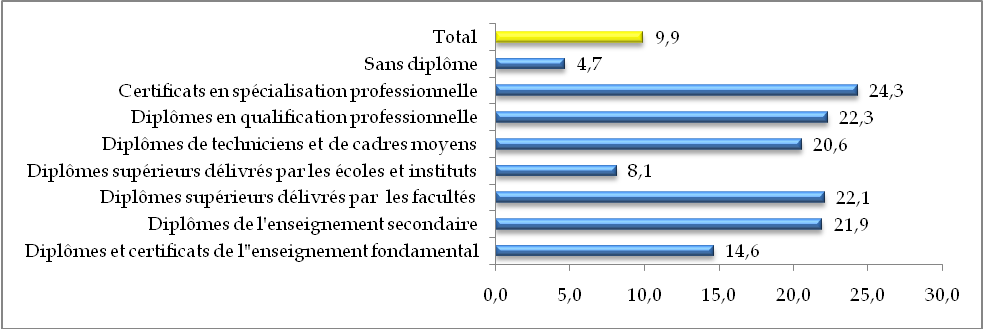 Total 9,9
Sans diplôme 4,7
Certificats en spécialisation professionnelle 24,3
Diplômes en qualification professionnelle 22,3
Diplômes de techniciens et de cadres moyens 20,6
Diplômes supérieurs délivrés par les écoles et instituts 8,1
Diplômes supérieurs délivrés par les facultés 22,1
Diplômes de l'enseignement secondaire 21,9
Diplômes et certificats de l"enseignement fondamental 14,6
0,0 5,0 10,0 15,0 20,0 25,0 30,0